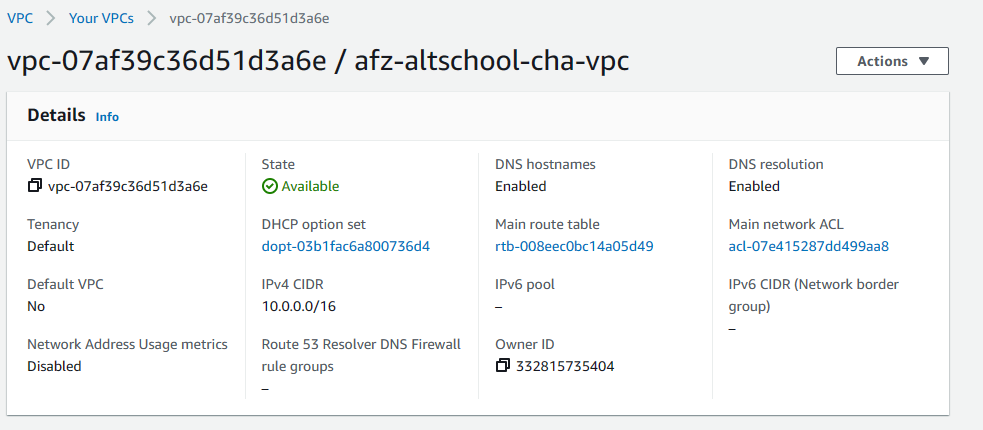 VPC > Your VPCs > vpc-07af39c36d51d3a6e
vpc-07af39c36d51d3a6e / afz-altschool-cha-vpc
Actions ▼
Details Info
VPC ID
vpc-07af39c36d51d3a6e
State
Available
DNS hostnames
Enabled
DNS resolution
Enabled
Tenancy
Default
DHCP option set
dopt-03b1fac6a800736d4
Main route table
rtb-008eec0bc14a05d49
Main network ACL
acl-07e415287dd499aa8
Default VPC
No
IPv4 CIDR
10.0.0.0/16
IPv6 pool
–
IPv6 CIDR (Network border
group)
–
Network Address Usage metrics
Disabled
Route 53 Resolver DNS Firewall
rule groups
–
Owner ID
332815735404